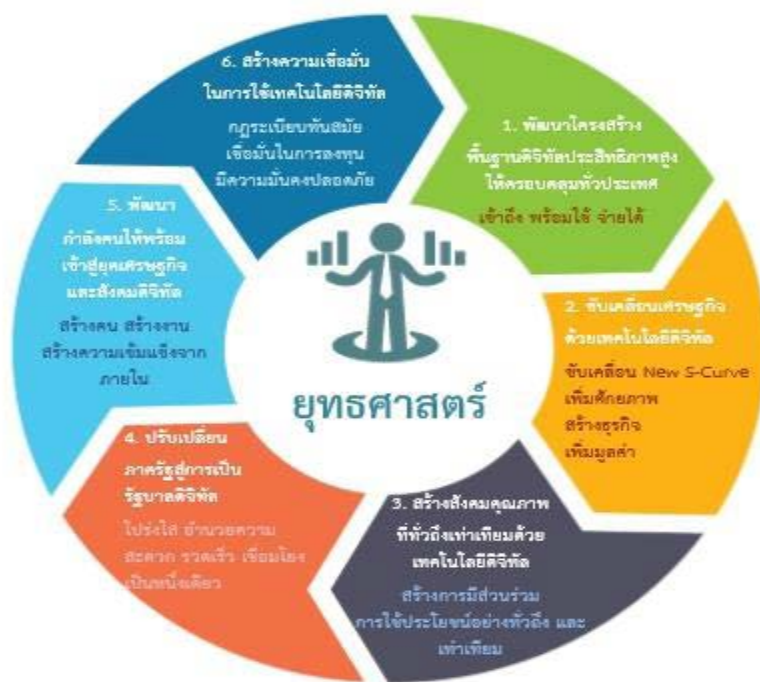 6. สร้างความเชื่อมั่น
ในการใช้เทคโนโลยีดิจิทัล
กฎระเบียบทันสมัย
เชื่อมั่นในการลงทุน
มีความมั่นคงปลอดภัย
1. พัฒนาโครงสร้าง
พื้นฐานดิจิทัลประสิทธิภาพสูง
ให้ครอบคลุมทั่วประเทศ
เข้าถึง พร้อมใช้ จ่ายได้
2. ขับเคลื่อนเศรษฐกิจ
ด้วยเทคโนโลยีดิจิทัล
ขับเคลื่อน New S-Curve
เพิ่มศักยภาพ
สร้างธุรกิจ
เพิ่มมูลค่า
3. สร้างสังคมคุณภาพ
ที่ทั่วถึงเท่าเทียมด้วย
เทคโนโลยีดิจิทัล
สร้างการมีส่วนร่วม
การใช้ประโยชน์อย่างทั่วถึง และ
เท่าเทียม
4. ปรับเปลี่ยน
ภาครัฐสู่การเป็น
รัฐบาลดิจิทัล
โปร่งใส อำนวยความ
สะดวก รวดเร็ว เชื่อมโยง
เป็นหนึ่งเดียว
5. พัฒนา
กำลังคนให้พร้อม
เข้าสู่ยุคเศรษฐกิจ
และสังคมดิจิทัล
สร้างคน สร้างงาน
สร้างความเข้มแข็งจาก
ภายใน
ยุทธศาสตร์